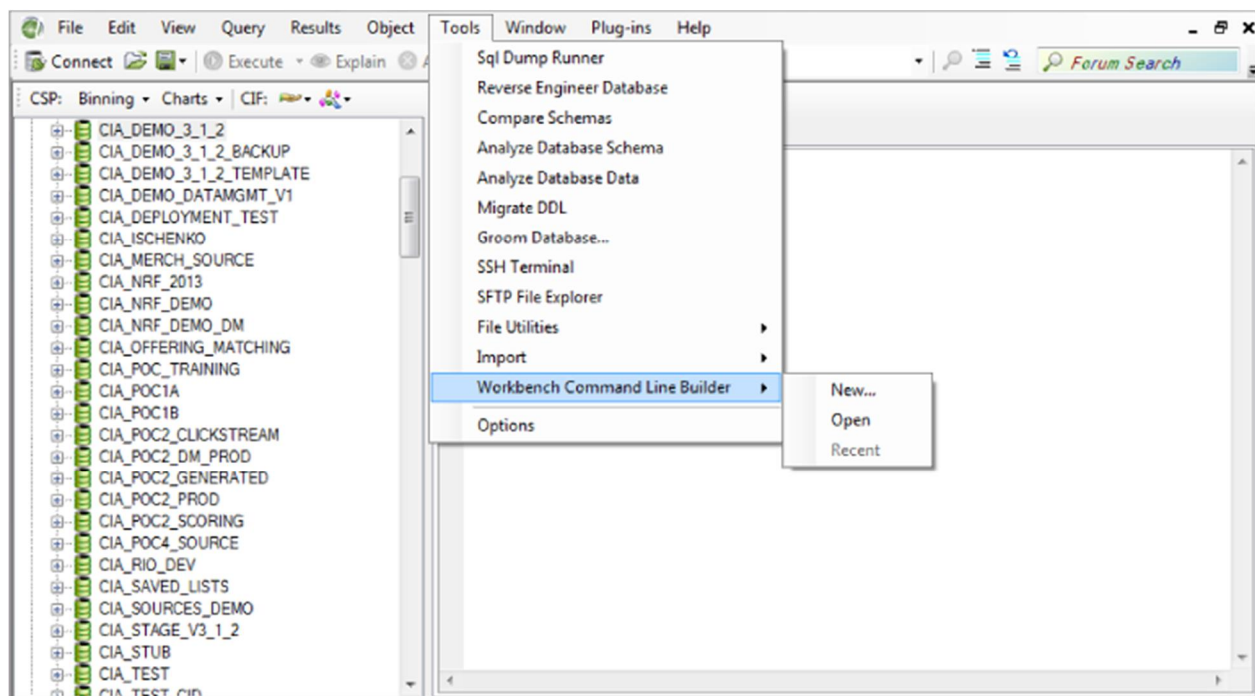 File Edit View Query Results Object Tools Window Plug-ins Help
Connect Execute Explain Forum Search
CSP: Binning Charts CIF:
CIA_DEMO_3_1_2
CIA_DEMO_3_1_2_BACKUP
CIA_DEMO_3_1_2_TEMPLATE
CIA_DEMO_DATAMGMT_V1
CIA_DEPLOYMENT_TEST
CIA_ISCHENKO
CIA_MERCH_SOURCE
CIA_NRF_2013
CIA_NRF_DEMO
CIA_NRF_DEMO_DM
CIA_OFFERING_MATCHING
CIA_POC_TRAINING
CIA_POC1A
CIA_POC1B
CIA_POC2_CLICKSTREAM
CIA_POC2_DM_PROD
CIA_POC2_GENERATED
CIA_POC2_PROD
CIA_POC2_SCORING
CIA_POC4_SOURCE
CIA_RIO_DEV
CIA_SAVED_LISTS
CIA_SOURCES_DEMO
CIA_STAGE_V3_1_2
CIA_STUB
CIA_TEST
CIA_TEST_CID
Sql Dump Runner
Reverse Engineer Database
Compare Schemas
Analyze Database Schema
Analyze Database Data
Migrate DDL
Groom Database...
SSH Terminal
SFTP File Explorer
File Utilities
Import
Workbench Command Line Builder
Options
New...
Open
Recent